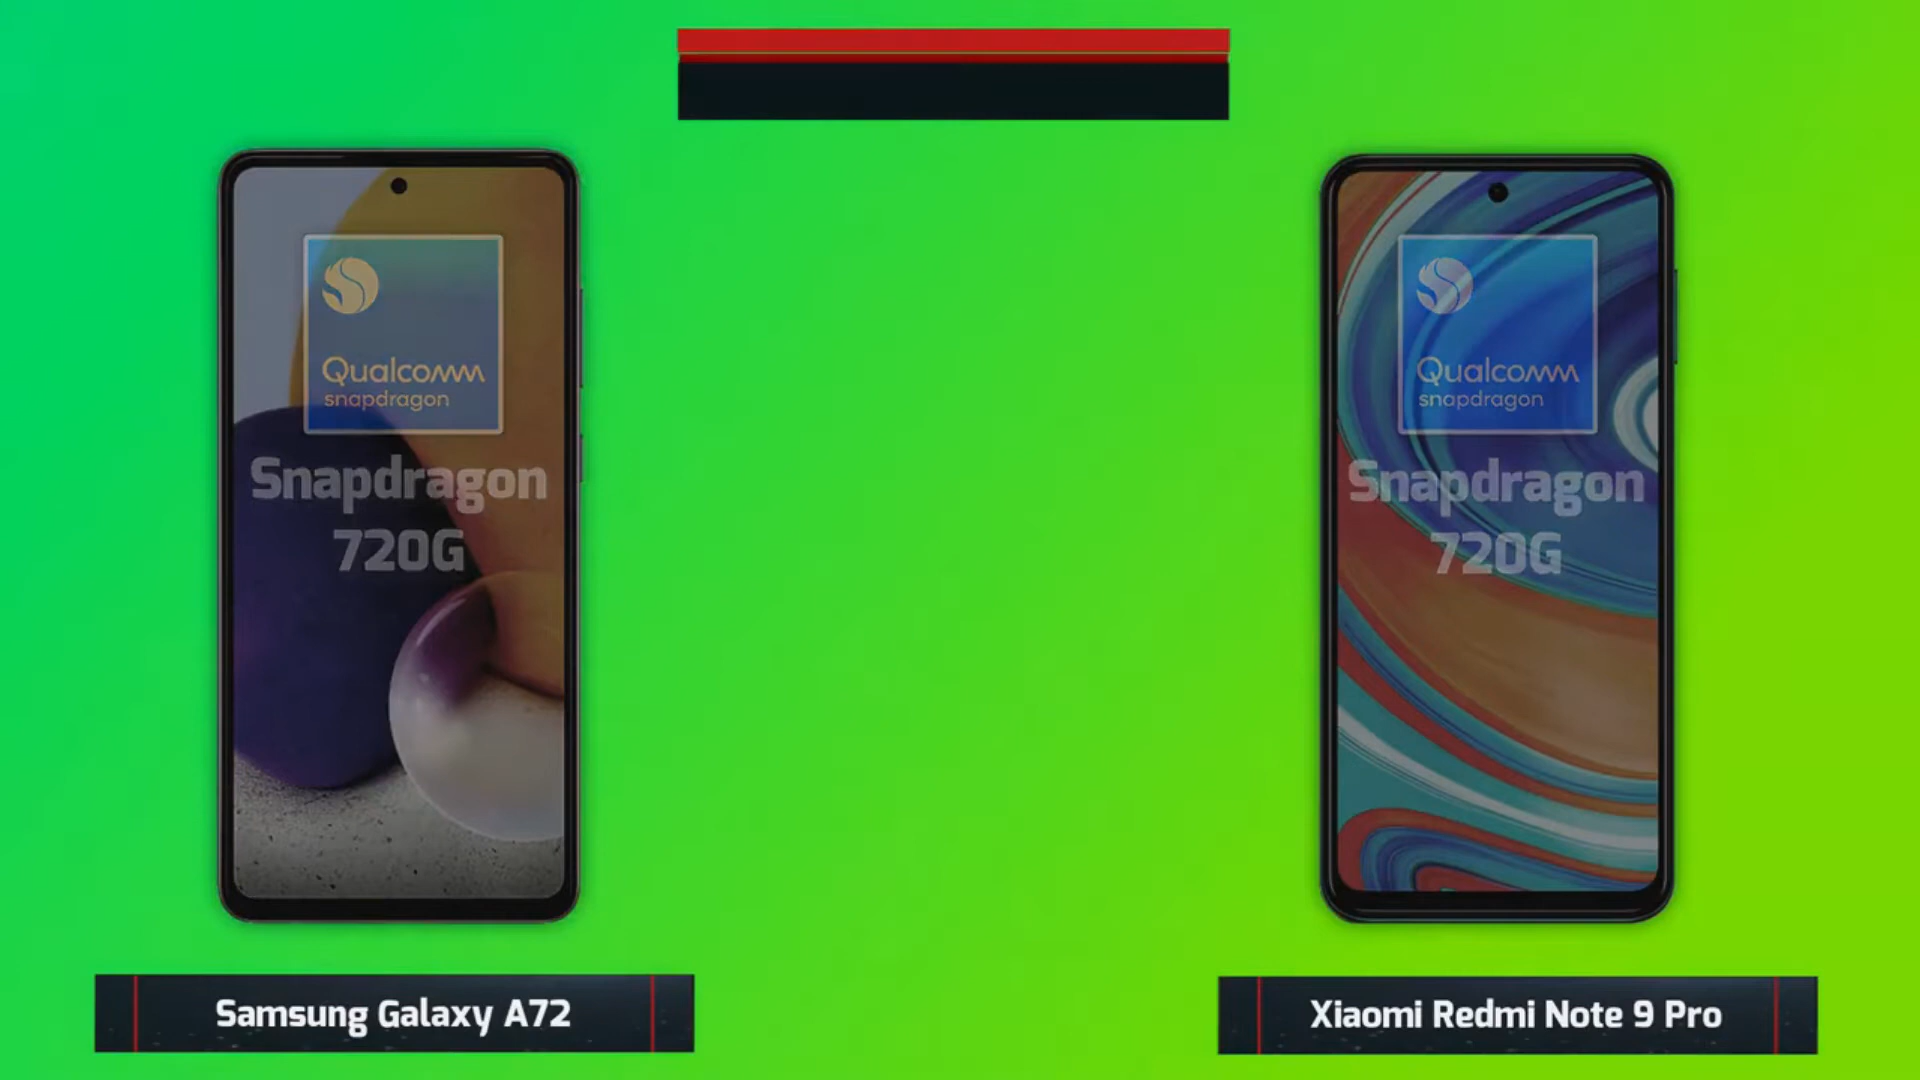 Qualcomm
snapdragon
Snapdragon
720G
Samsung Galaxy A72
Qualcomm
snapdragon
Snapdragon
720G
Xiaomi Redmi Note 9 Pro